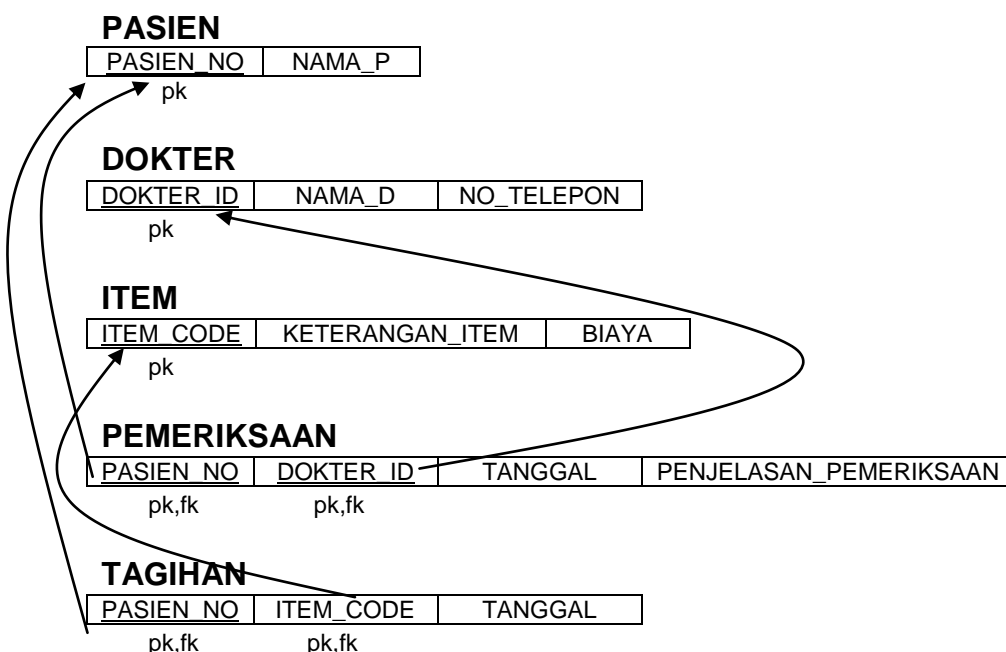 PASIEN
PASIEN_NO NAMA_P
pk
DOKTER
DOKTER_ID NAMA_D NO_TELEPON
pk
ITEM
ITEM_CODE KETERANGAN_ITEM BIAYA
pk
PEMERIKSAAN
PASIEN_NO DOKTER_ID TANGGAL PENJELASAN_PEMERIKSAAN
pk,fk pk,fk
TAGIHAN
PASIEN_NO ITEM_CODE TANGGAL
pk,fk pk,fk